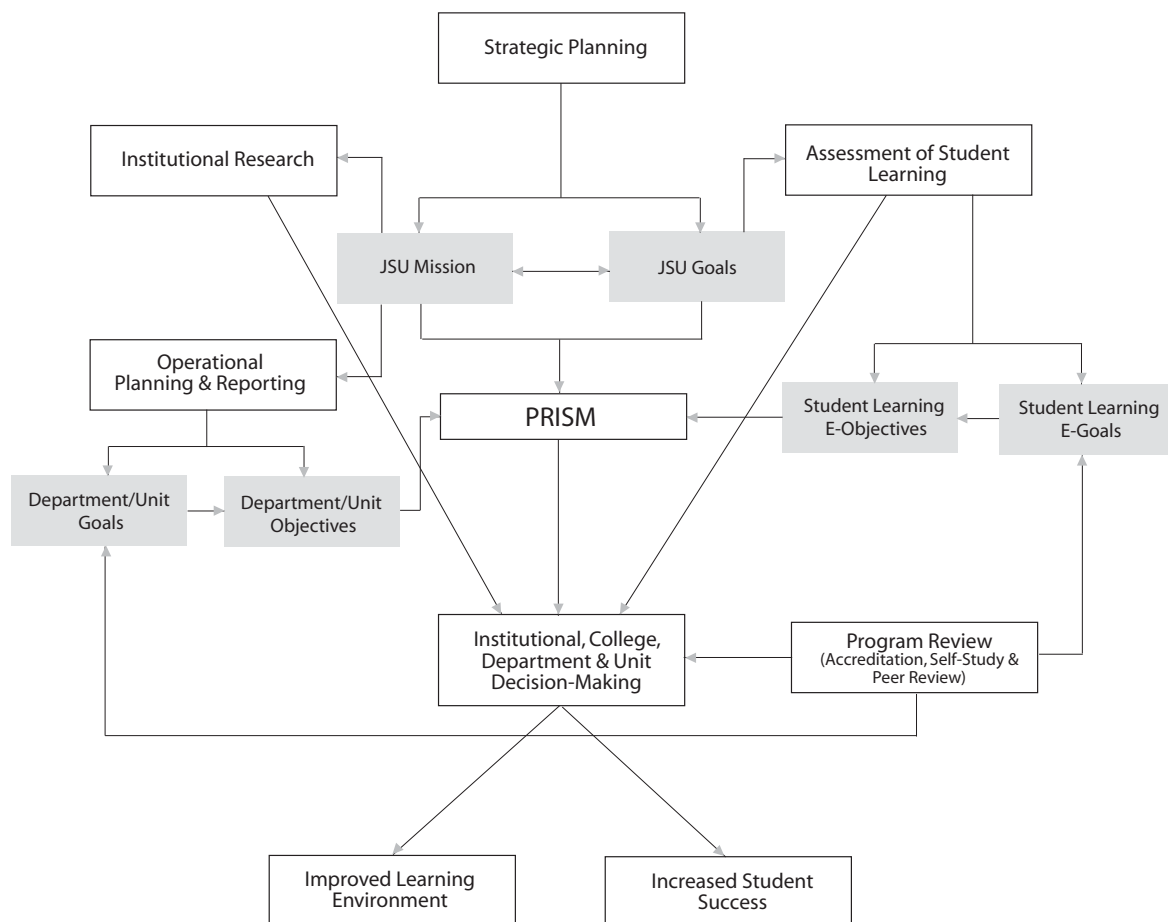 Strategic Planning
Institutional Research
Assessment of Student
Learning
JSU Mission
JSU Goals
Operational
Planning & Reporting
PRISM
Student Learning
E-Objectives
Student Learning
E-Goals
Department/Unit
Goals
Department/Unit
Objectives
Institutional, College,
Department & Unit
Decision-Making
Program Review
(Accreditation, Self-Study &
Peer Review)
Improved Learning
Environment
Increased Student
Success